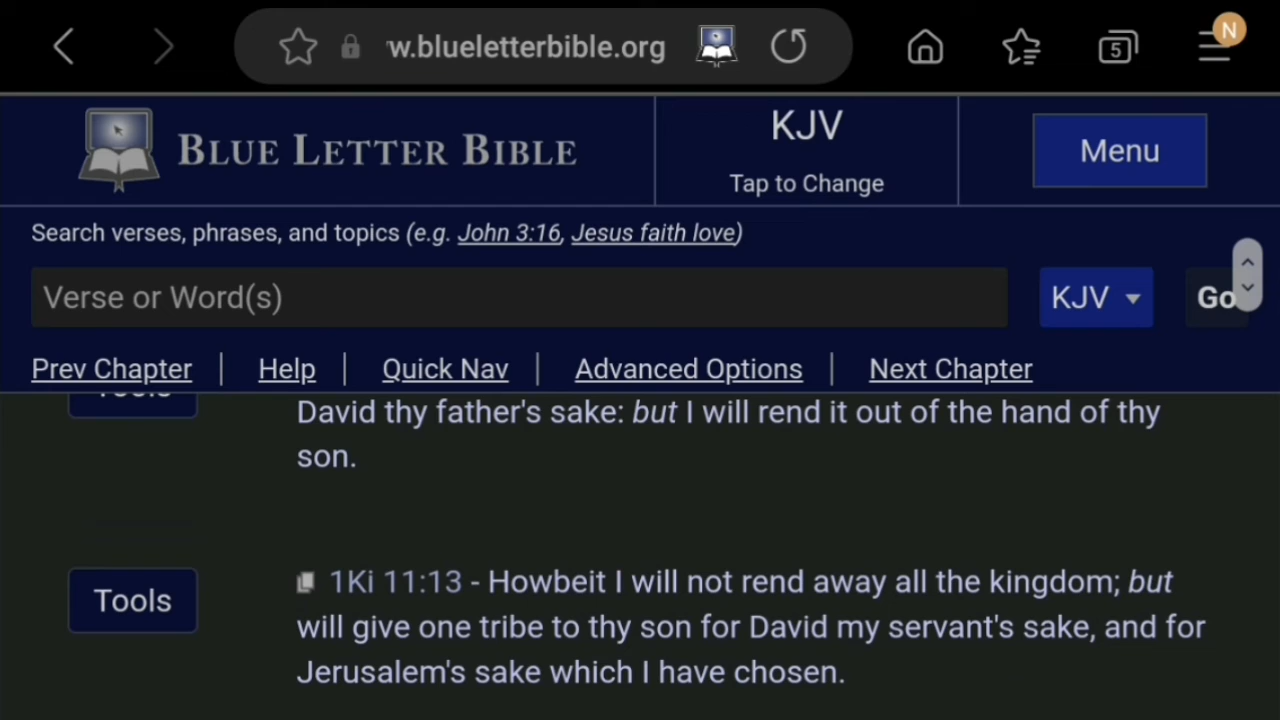 w.blueletterbible.org
5
N
BLUE LETTER BIBLE
KJV
Tap to Change
Menu
Search verses, phrases, and topics (e.g. John 3:16, Jesus faith love)
Verse or Word(s)
KJV
Go
Prev Chapter | Help | Quick Nav | Advanced Options | Next Chapter
Tools
David thy father's sake: but I will rend it out of the hand of thy
son.
Tools
1Ki 11:13 - Howbeit I will not rend away all the kingdom; but
will give one tribe to thy son for David my servant's sake, and for
Jerusalem's sake which I have chosen.